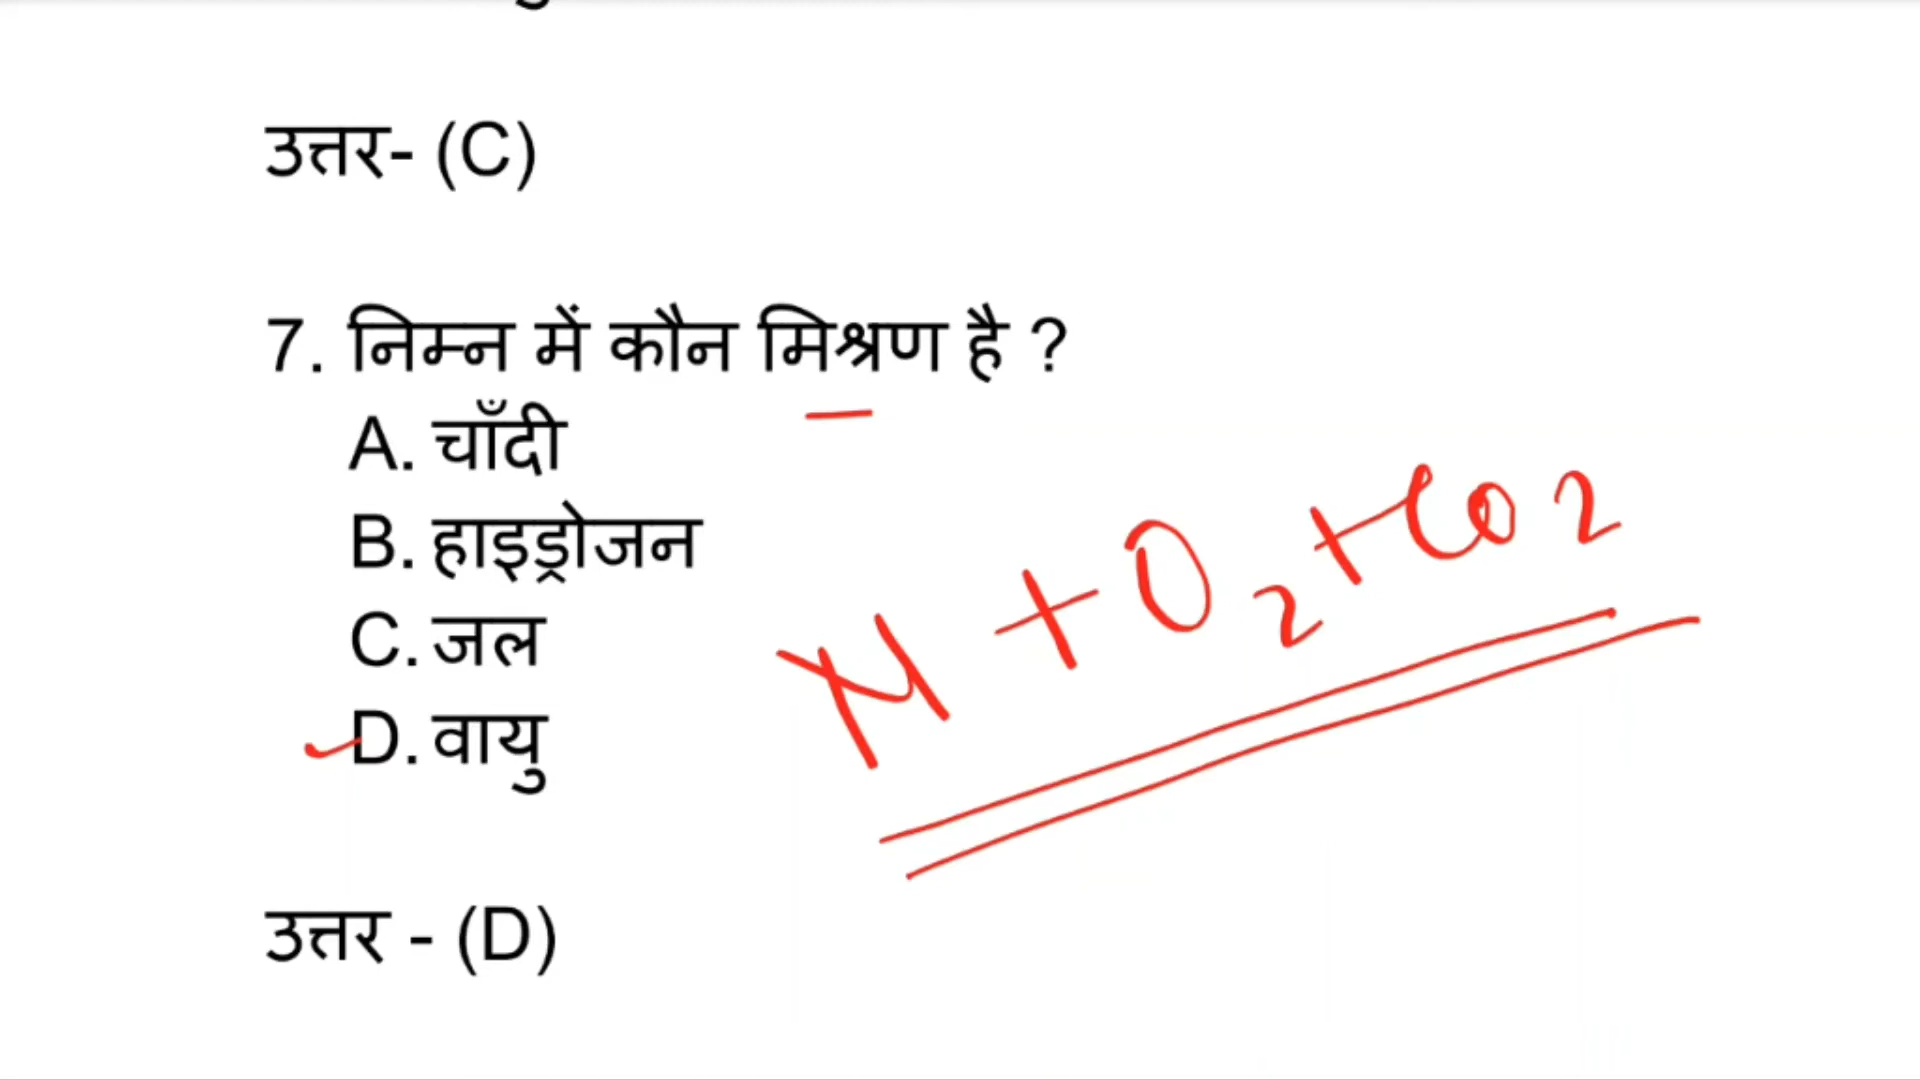 उत्तर- (C)
7. निम्न में कौन मिश्रण है ?
A. चाँदी
B. हाइड्रोजन
C. जल
D. वायु
N + O2 + CO2
उत्तर - (D)